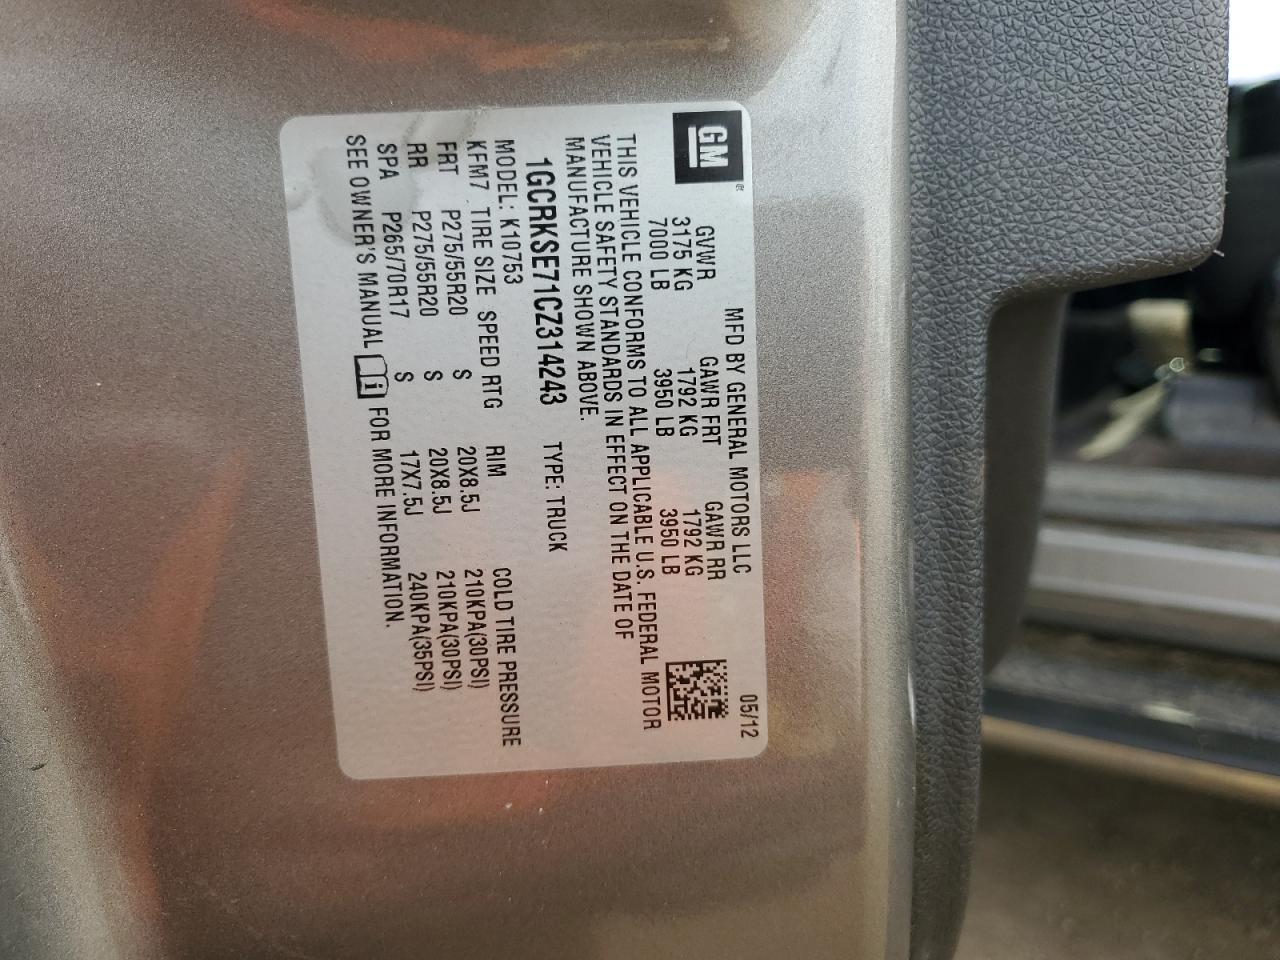 GM
MFD BY GENERAL MOTORS LLC 05/12
GVWR GAWR FRT GAWR RR
3175 KG 1792 KG 1792 KG
7000 LB 3950 LB 3950 LB
THIS VEHICLE CONFORMS TO ALL APPLICABLE U.S. FEDERAL MOTOR
VEHICLE SAFETY STANDARDS IN EFFECT ON THE DATE OF
MANUFACTURE SHOWN ABOVE.
1GCRKSE71CZ314243 TYPE: TRUCK
MODEL: K10753
KFM7 TIRE SIZE SPEED RTG RIM COLD TIRE PRESSURE
FRT P275/55R20 S 20X8.5J 210KPA(30PSI)
RR P275/55R20 S 20X8.5J 210KPA(30PSI)
SPA P265/70R17 S 17X7.5J 240KPA(35PSI)
SEE OWNER'S MANUAL FOR MORE INFORMATION.